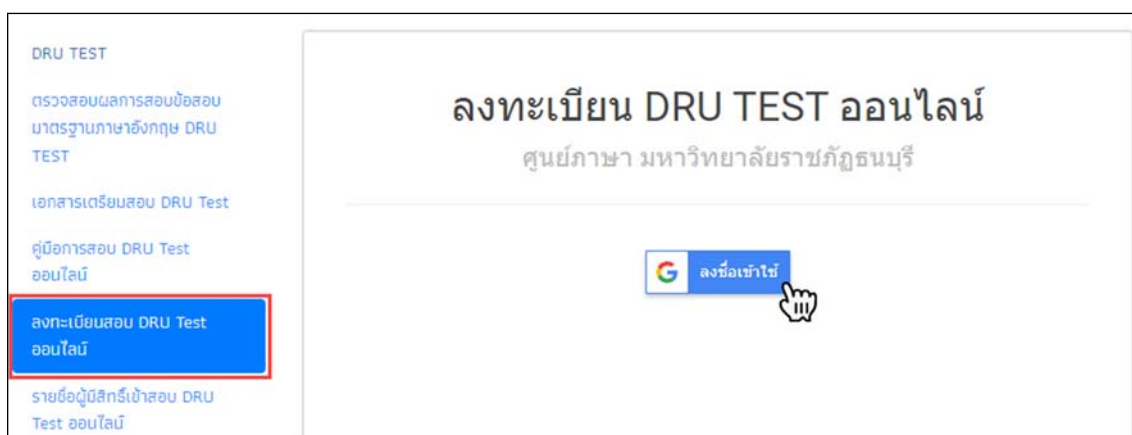 DRU TEST
ตรวจสอบผลการสอบข้อสอบ
มาตรฐานภาษาอังกฤษ DRU
TEST
เอกสารเตรียมสอบ DRU Test
คู่มือการสอบ DRU Test
ออนไลน์
ลงทะเบียนสอบ DRU Test
ออนไลน์
รายชื่อผู้มีสิทธิ์เข้าสอบ DRU
Test ออนไลน์
ลงทะเบียน DRU TEST ออนไลน์
ศูนย์ภาษา มหาวิทยาลัยราชภัฏธนบุรี
ลงชื่อเข้าใช้